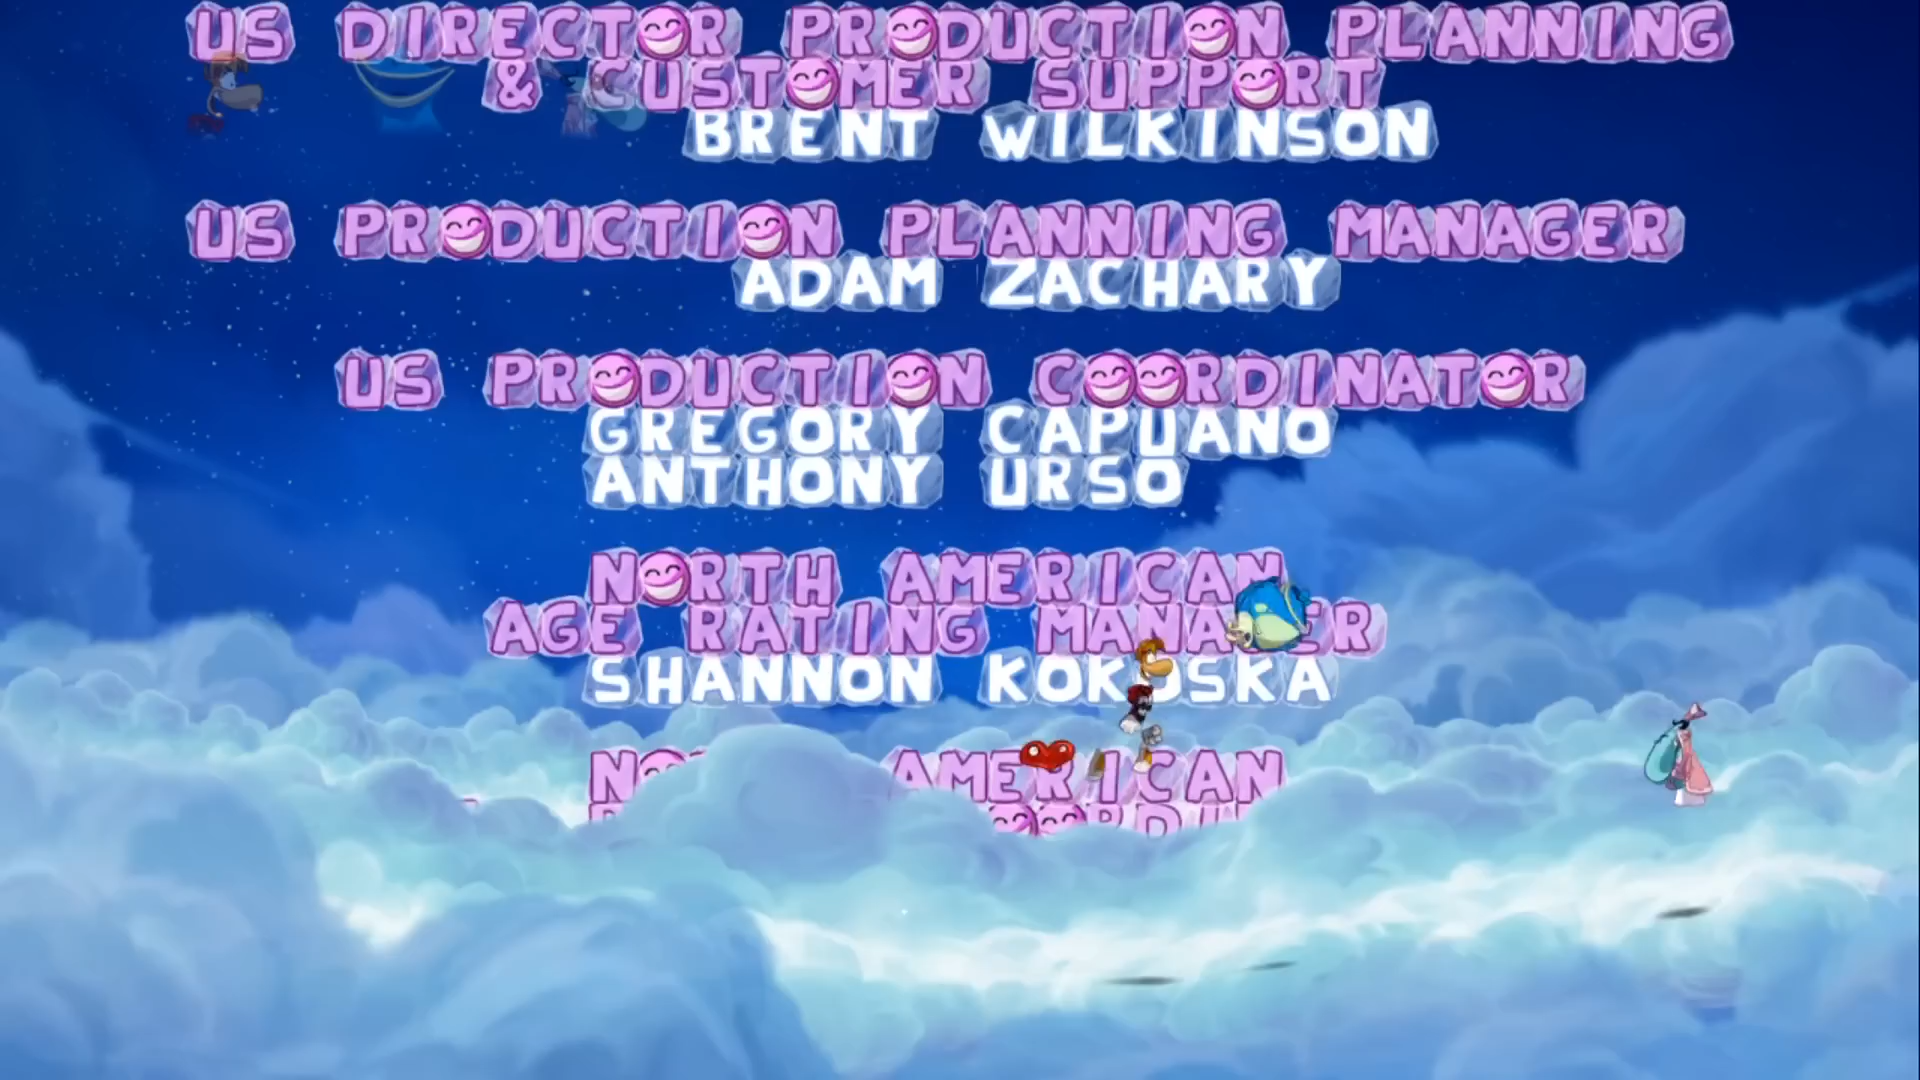 US DIRECTOR PRODUCTION PLANNING
& CUSTOMER SUPPORT
BRENT WILKINSON
US PRODUCTION PLANNING MANAGER
ADAM ZACHARY
US PRODUCTION COORDINATOR
GREGORY CAPUANO
ANTHONY URSO
NORTH AMERICAN
AGE RATING MANAGER
SHANNON KOKOSKA
AMERICAN